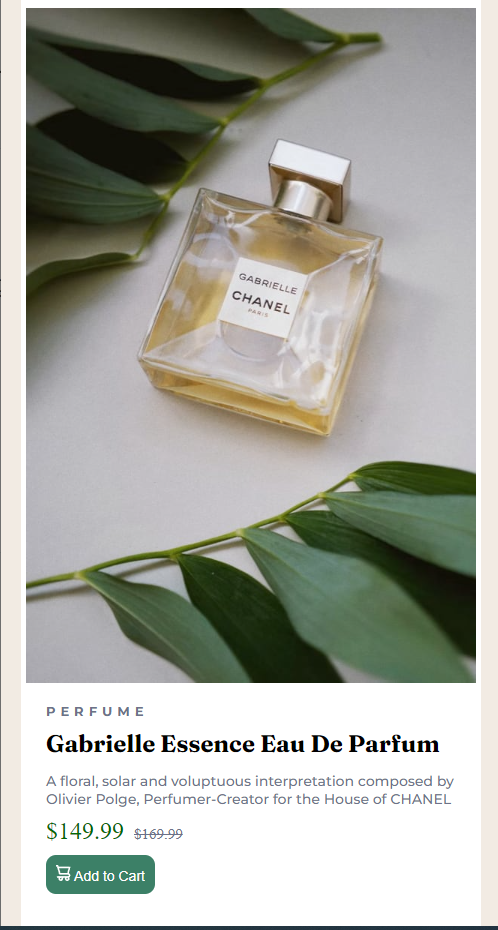 GABRIELLE
CHANEL
PARIS
PERFUME
Gabrielle Essence Eau De Parfum
A floral, solar and voluptuous interpretation composed by
Olivier Polge, Perfumer-Creator for the House of CHANEL
$149.99 $169.99
Add to Cart